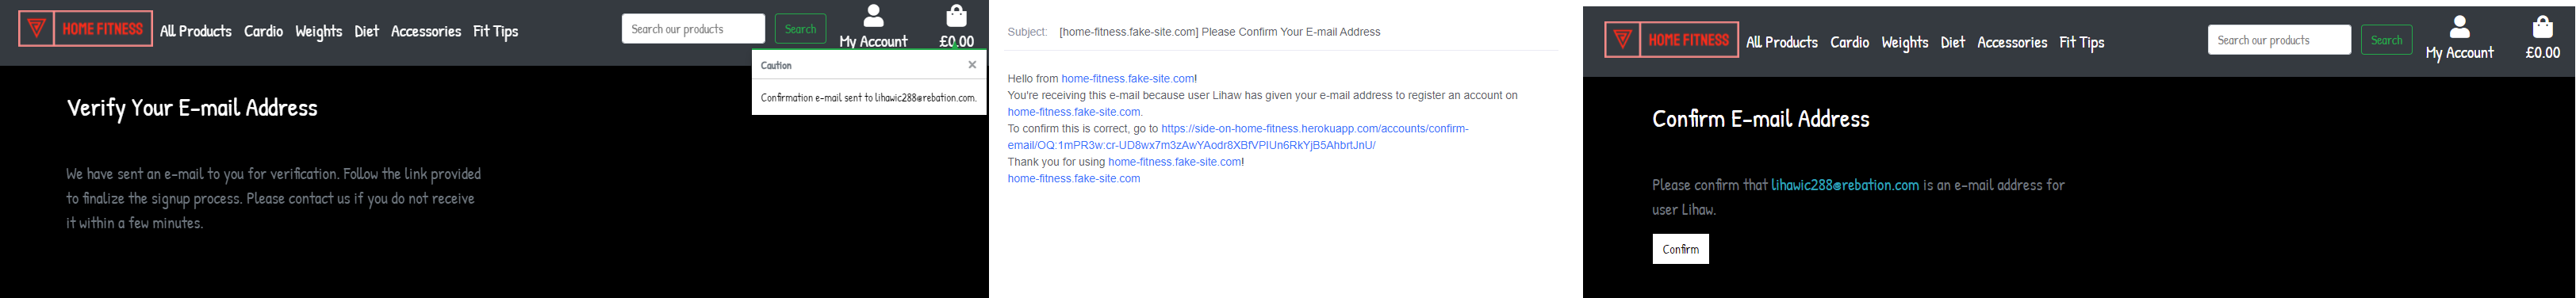 HOME FITNESS
All Products Cardio Weights Diet Accessories Fit Tips
Search our products
Search
My Account
£0.00
Caution ×
Confirmation e-mail sent to lihawic288@rebation.com.
Verify Your E-mail Address
We have sent an e-mail to you for verification. Follow the link provided
to finalize the signup process. Please contact us if you do not receive
it within a few minutes.
Subject: [home-fitness.fake-site.com] Please Confirm Your E-mail Address
Hello from home-fitness.fake-site.com!
You're receiving this e-mail because user Lihaw has given your e-mail address to register an account on
home-fitness.fake-site.com.
To confirm this is correct, go to https://side-on-home-fitness.herokuapp.com/accounts/confirm-
email/OQ:1mPR3w:cr-UD8wx7m3zAwYAodr8XBfVPIUn6RkYjB5AhbrtJnU/
Thank you for using home-fitness.fake-site.com!
home-fitness.fake-site.com
HOME FITNESS
All Products Cardio Weights Diet Accessories Fit Tips
Search our products
Search
My Account
£0.00
Confirm E-mail Address
Please confirm that lihawic288@rebation.com is an e-mail address for
user Lihaw.
Confirm